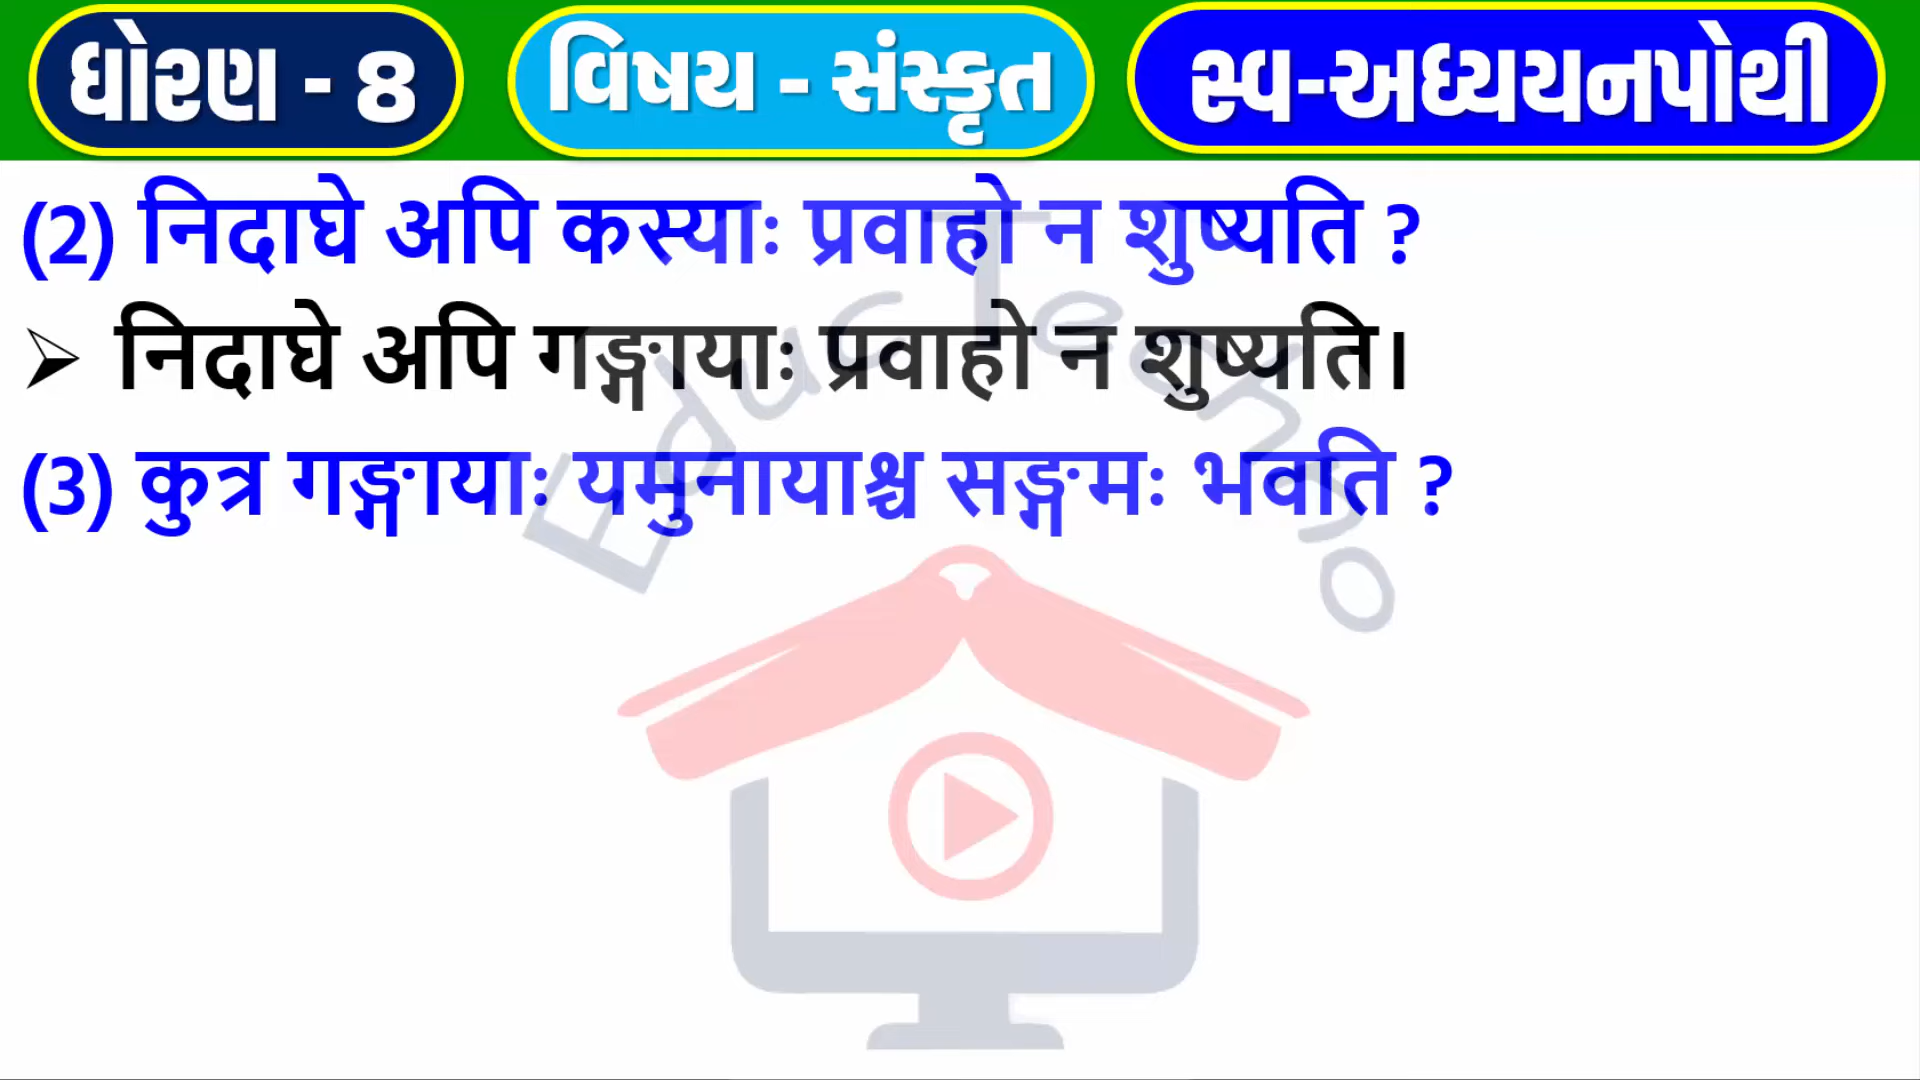 ધોરણ - 8
વિષય - સંસ્કૃત
સ્વ-અધ્યયનપોથી
(2) निदाघे अपि कस्याः प्रवाहो न शुष्यति ?
➢ निदाघे अपि गङ्गायाः प्रवाहो न शुष्यति।
(3) कुत्र गङ्गायाः यमुनायाश्च सङ्गमः भवति ?
EducTechno